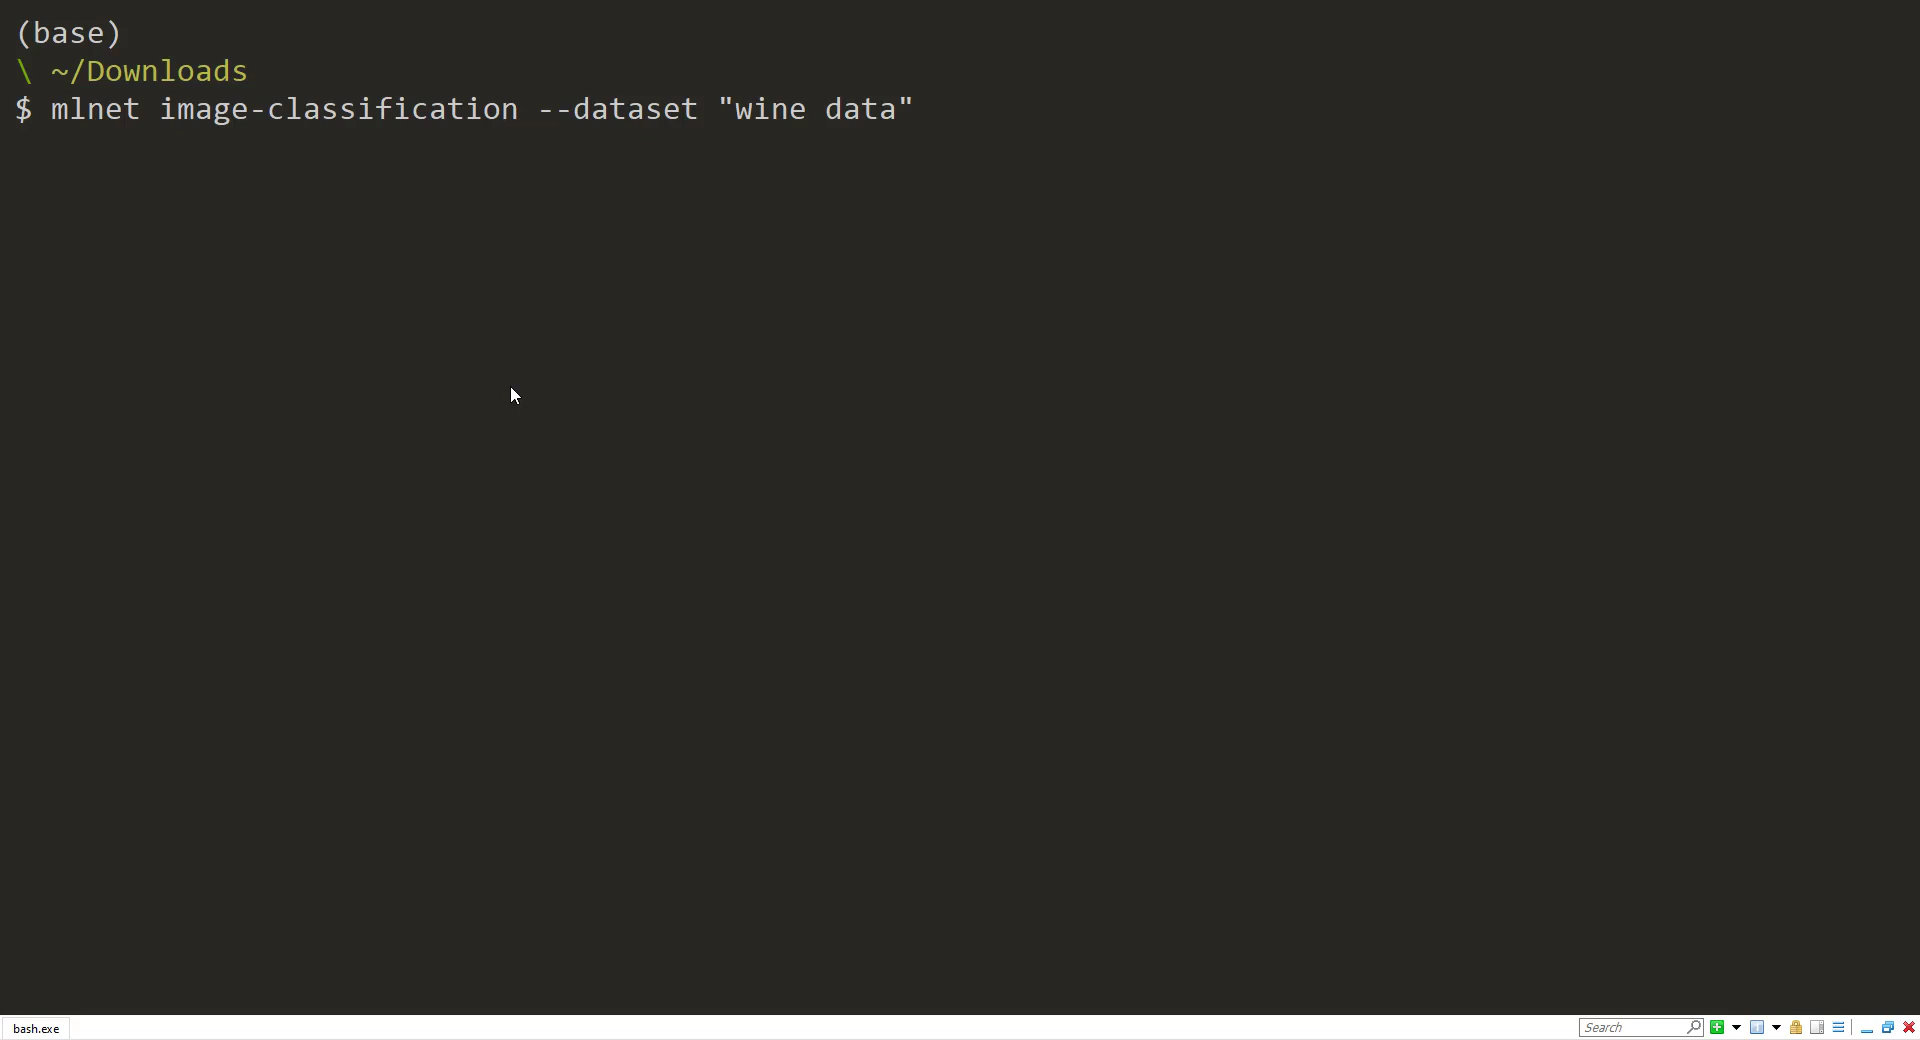 (base)
\ ~/Downloads
$ mlnet image-classification --dataset "wine data"
bash.exe
Search